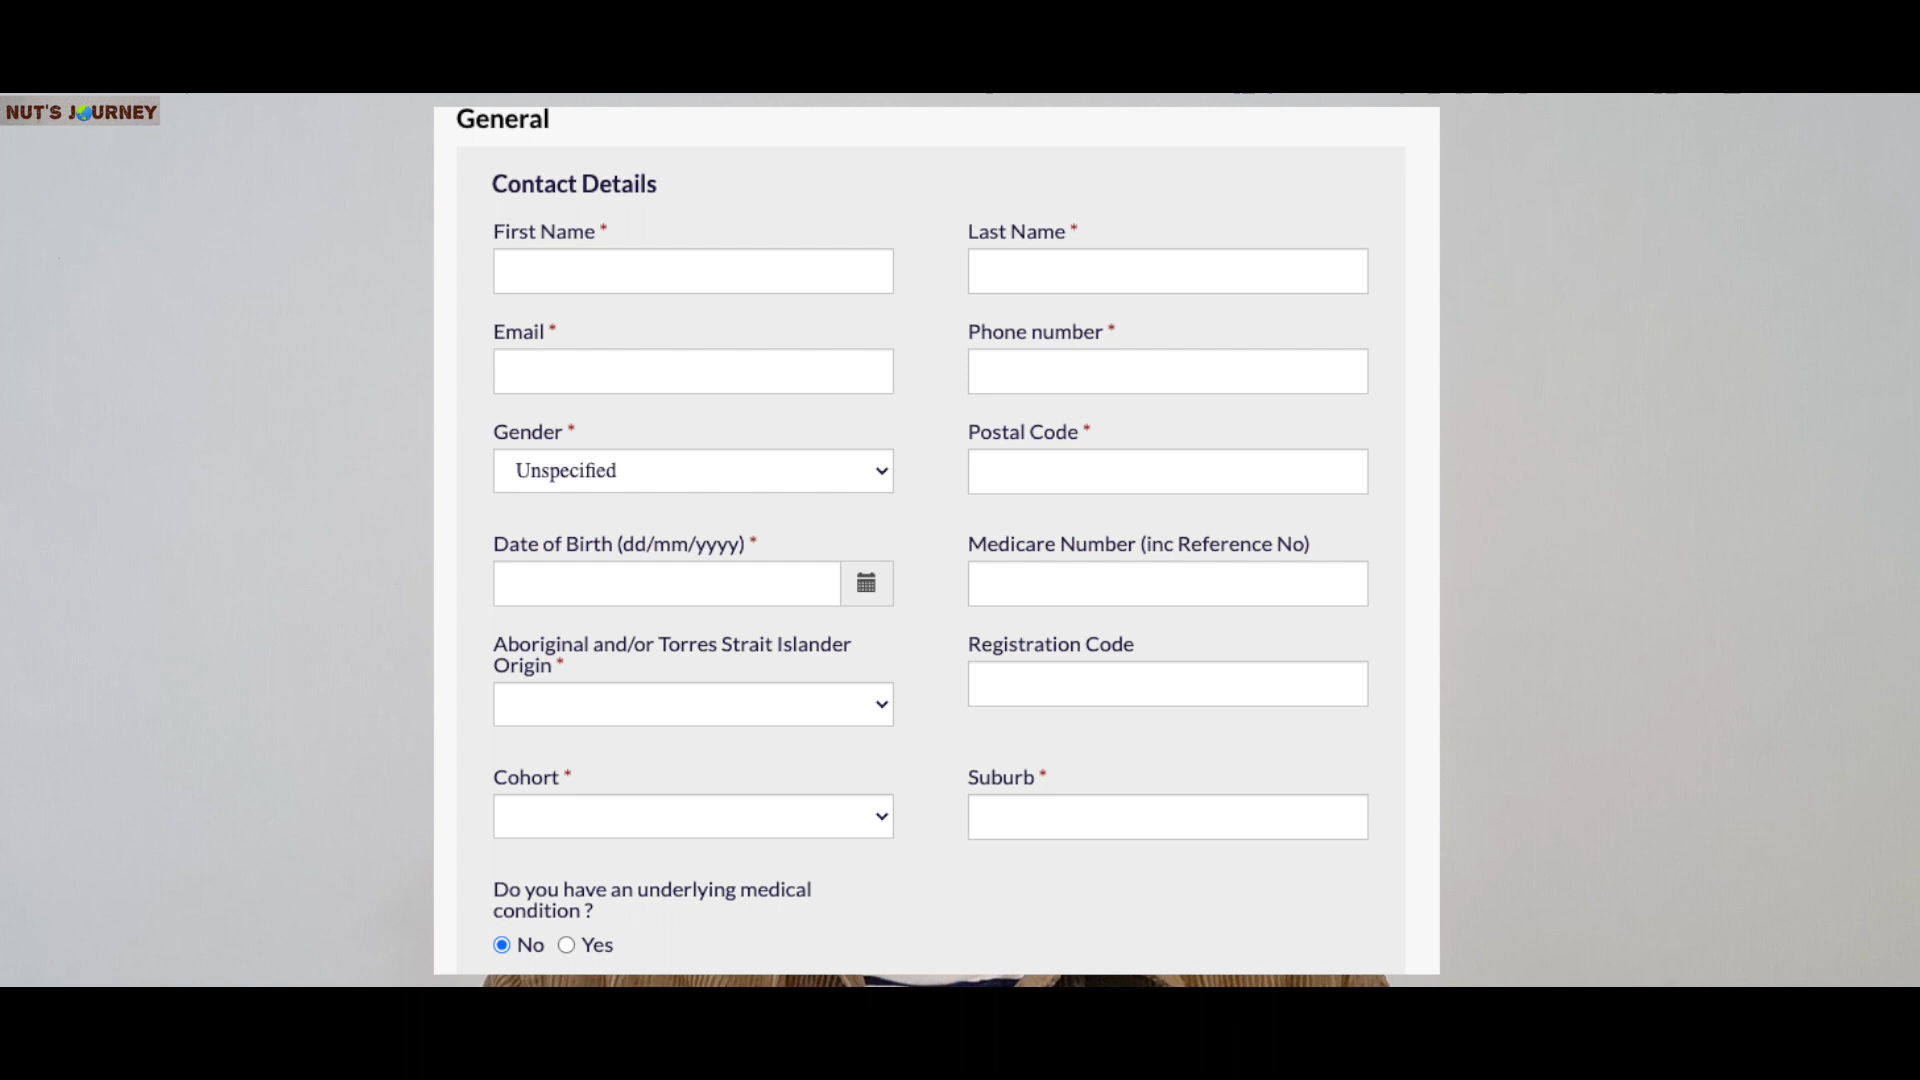 NUT'S JOURNEY
General
Contact Details
First Name *
Last Name *
Email *
Phone number *
Gender *
Postal Code *
Unspecified
Date of Birth (dd/mm/yyyy) *
Medicare Number (inc Reference No)
Aboriginal and/or Torres Strait Islander
Origin *
Registration Code
Cohort *
Suburb *
Do you have an underlying medical
condition ?
No
Yes